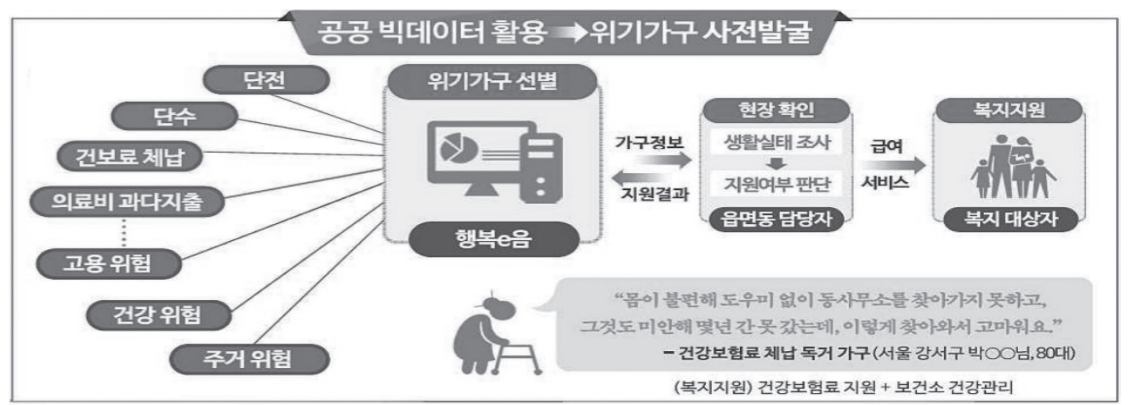 공공 빅데이터 활용 ➡ 위기가구 사전발굴
단전
단수
건보료 체납
의료비 과다지출
고용 위험
건강 위험
주거 위험
위기가구 선별
행복e음
가구정보
지원결과
현장 확인
생활실태 조사
지원여부 판단
읍면동 담당자
급여
서비스
복지지원
복지 대상자
“몸이 불편해 도우미 없이 동사무소를 찾아가지 못하고,
그것도 미안해 몇년 간 못 갔는데, 이렇게 찾아와서 고마워요.”
– 건강보험료 체납 독거 가구 (서울 강서구 박○○님, 80대)
(복지지원) 건강보험료 지원 + 보건소 건강관리